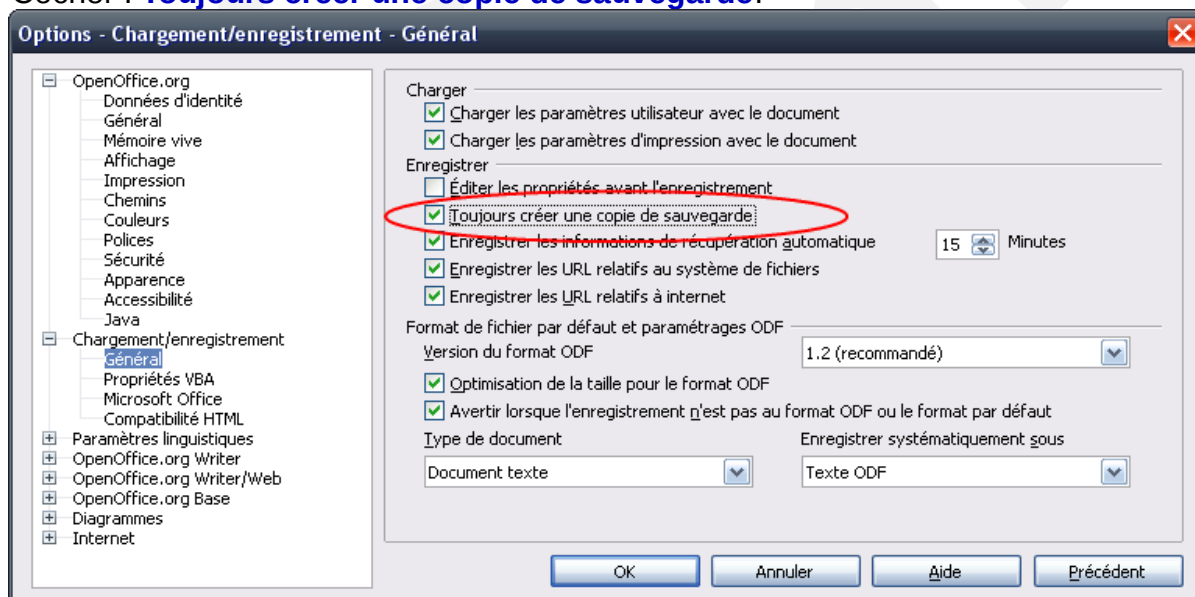 Cocher : Toujours créer une copie de sauvegarde.
Options - Chargement/enregistrement - Général
OpenOffice.org
Données d'identité
Général
Mémoire vive
Affichage
Impression
Chemins
Couleurs
Polices
Sécurité
Apparence
Accessibilité
Java
Chargement/enregistrement
Général
Propriétés VBA
Microsoft Office
Compatibilité HTML
Paramètres linguistiques
OpenOffice.org Writer
OpenOffice.org Writer/Web
OpenOffice.org Base
Diagrammes
Internet
Charger
Charger les paramètres utilisateur avec le document
Charger les paramètres d'impression avec le document
Enregistrer
Éditer les propriétés avant l'enregistrement
Toujours créer une copie de sauvegarde
Enregistrer les informations de récupération automatique 15 Minutes
Enregistrer les URL relatifs au système de fichiers
Enregistrer les URL relatifs à internet
Format de fichier par défaut et paramétrages ODF
Version du format ODF 1.2 (recommandé)
Optimisation de la taille pour le format ODF
Avertir lorsque l'enregistrement n'est pas au format ODF ou le format par défaut
Type de document Enregistrer systématiquement sous
Document texte Texte ODF
OK Annuler Aide Précédent